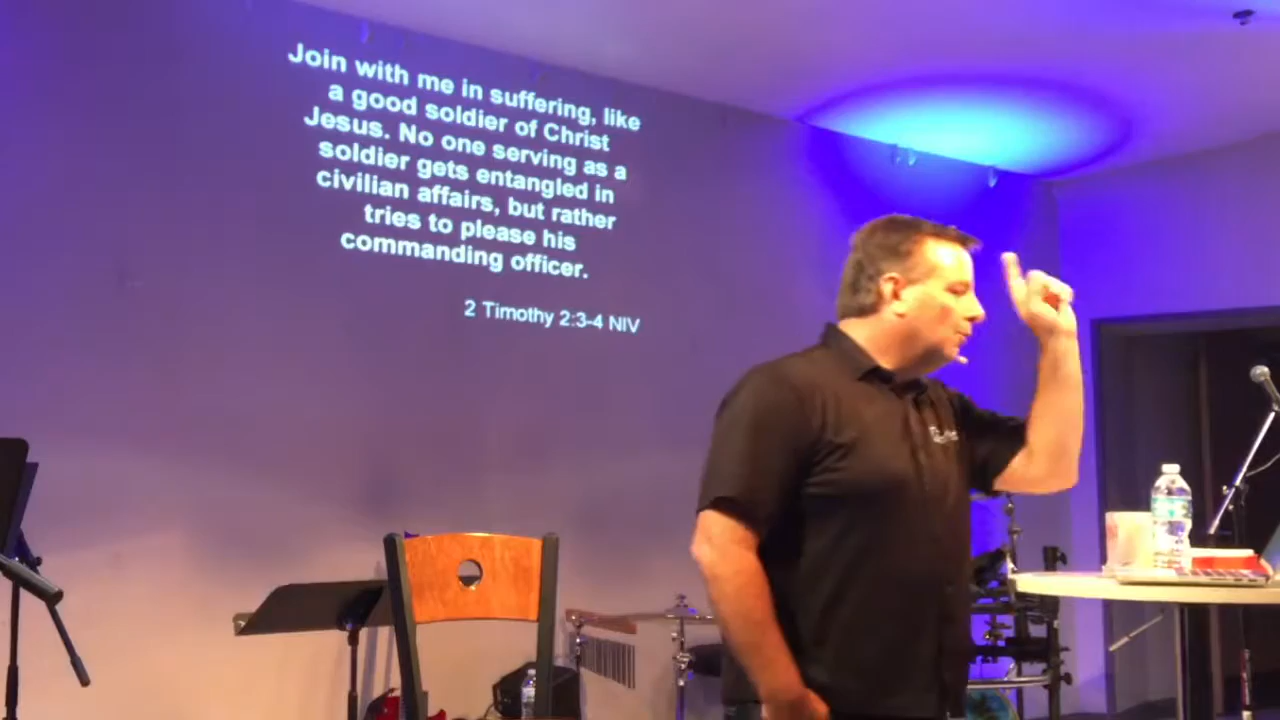 Join with me in suffering, like
a good soldier of Christ
Jesus. No one serving as a
soldier gets entangled in
civilian affairs, but rather
tries to please his
commanding officer.
2 Timothy 2:3-4 NIV